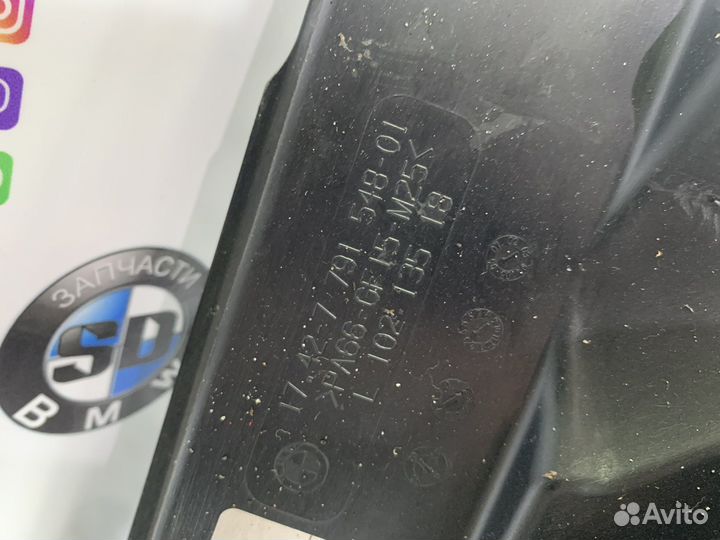 17.42-7 791 548-01
>PA66-GF15-M25<
L 102 135 18
ЗАПЧАСТИ
SD
BMW
Avito